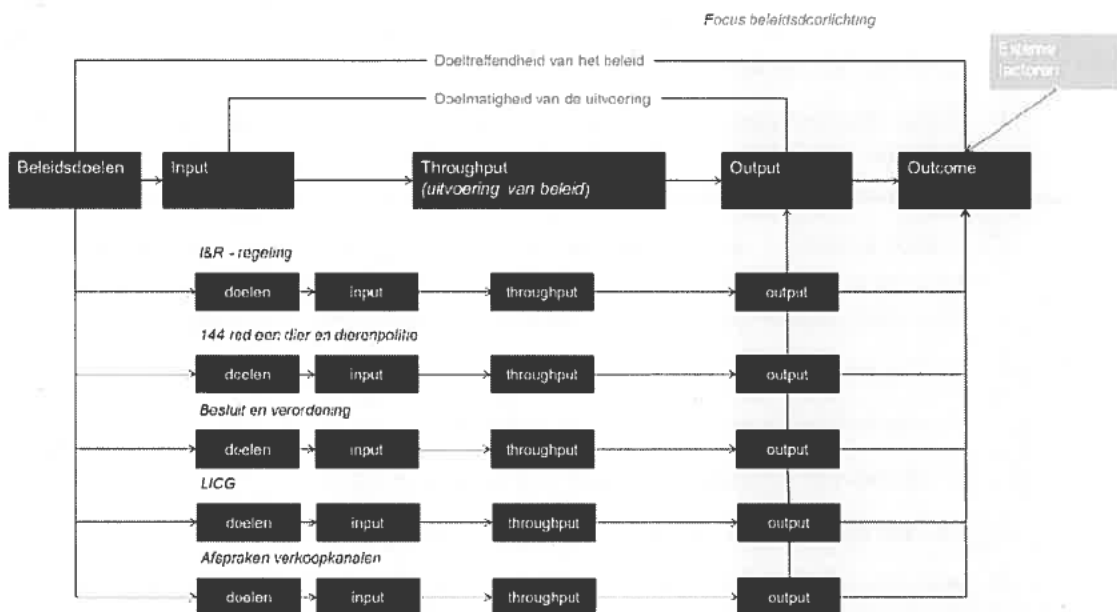 Focus beleidsdoorlichting
Externe
factoren
Doeltreffendheid van het beleid
Doelmatigheid van de uitvoering
Beleidsdoelen
Input
Throughput
(uitvoering van beleid)
Output
Outcome
I&R - regeling
doelen
input
throughput
output
144 red een dier en dierenpolitie
doelen
input
throughput
output
Besluit en verordening
doelen
input
throughput
output
LICG
doelen
input
throughput
output
Afspraken verkoopkanalen
doelen
input
throughput
output